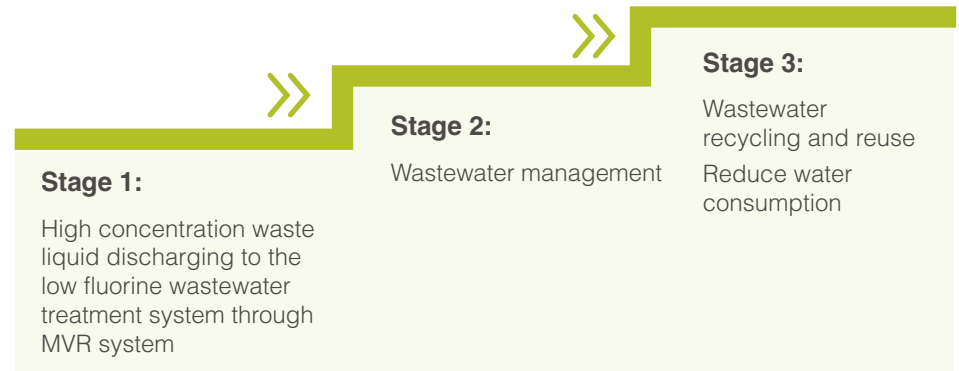 Stage 1:
High concentration waste
liquid discharging to the
low fluorine wastewater
treatment system through
MVR system
Stage 2:
Wastewater management
Stage 3:
Wastewater
recycling and reuse
Reduce water
consumption